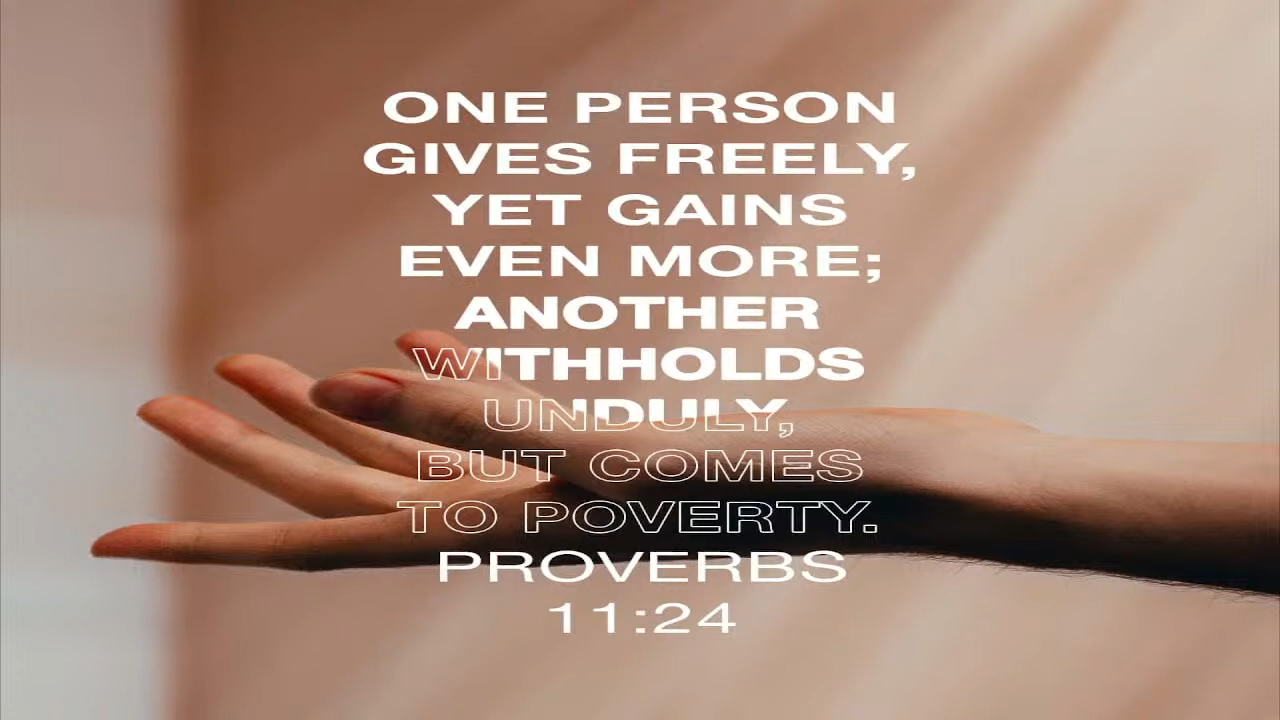 ONE PERSON
GIVES FREELY,
YET GAINS
EVEN MORE;
ANOTHER
WITHHOLDS
UNDULY,
BUT COMES
TO POVERTY.
PROVERBS
11:24